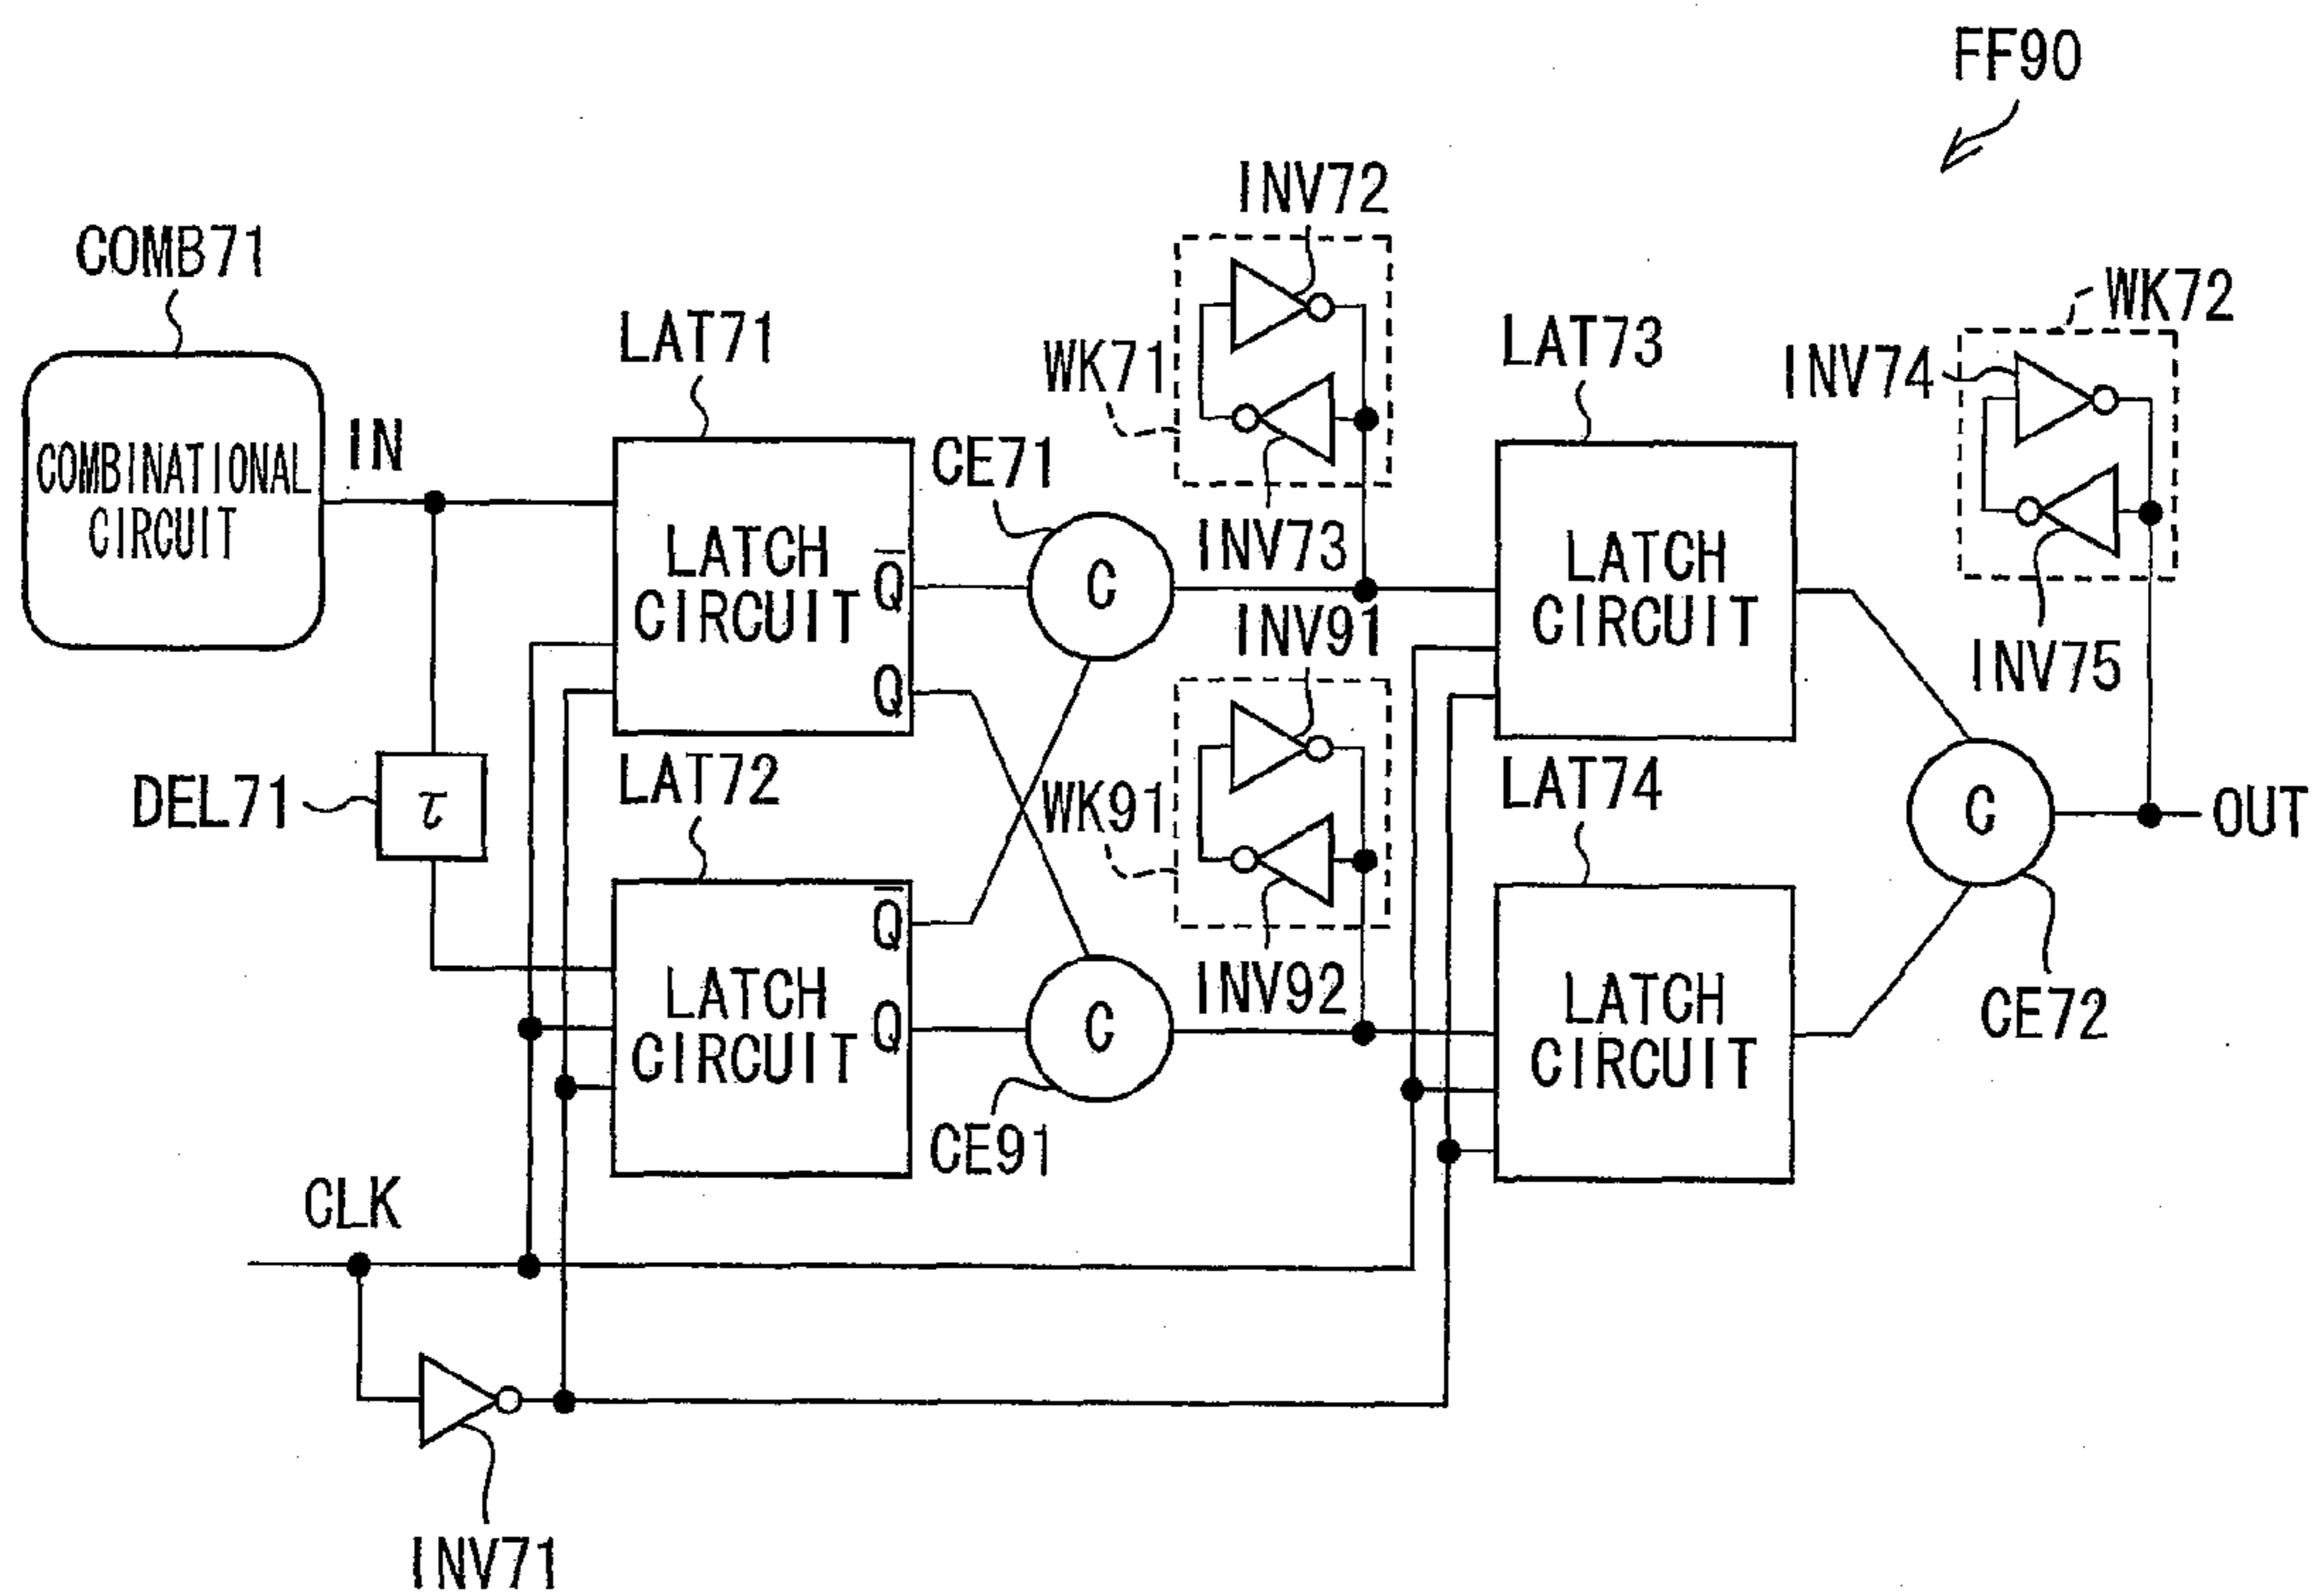 FF90
INV72
COMB71
WK72
LAT71
LAT73
WK71
INV74
IN
CE71
COMBINATIONAL
CIRCUIT
INV73
LATCH
CIRCUIT
Q̅
Q
C
LATCH
CIRCUIT
INV91
INV75
LAT72
LAT74
DEL71
τ
WK91
C
OUT
Q̅
LATCH
CIRCUIT
Q
C
INV92
LATCH
CIRCUIT
CE72
CE91
CLK
INV71